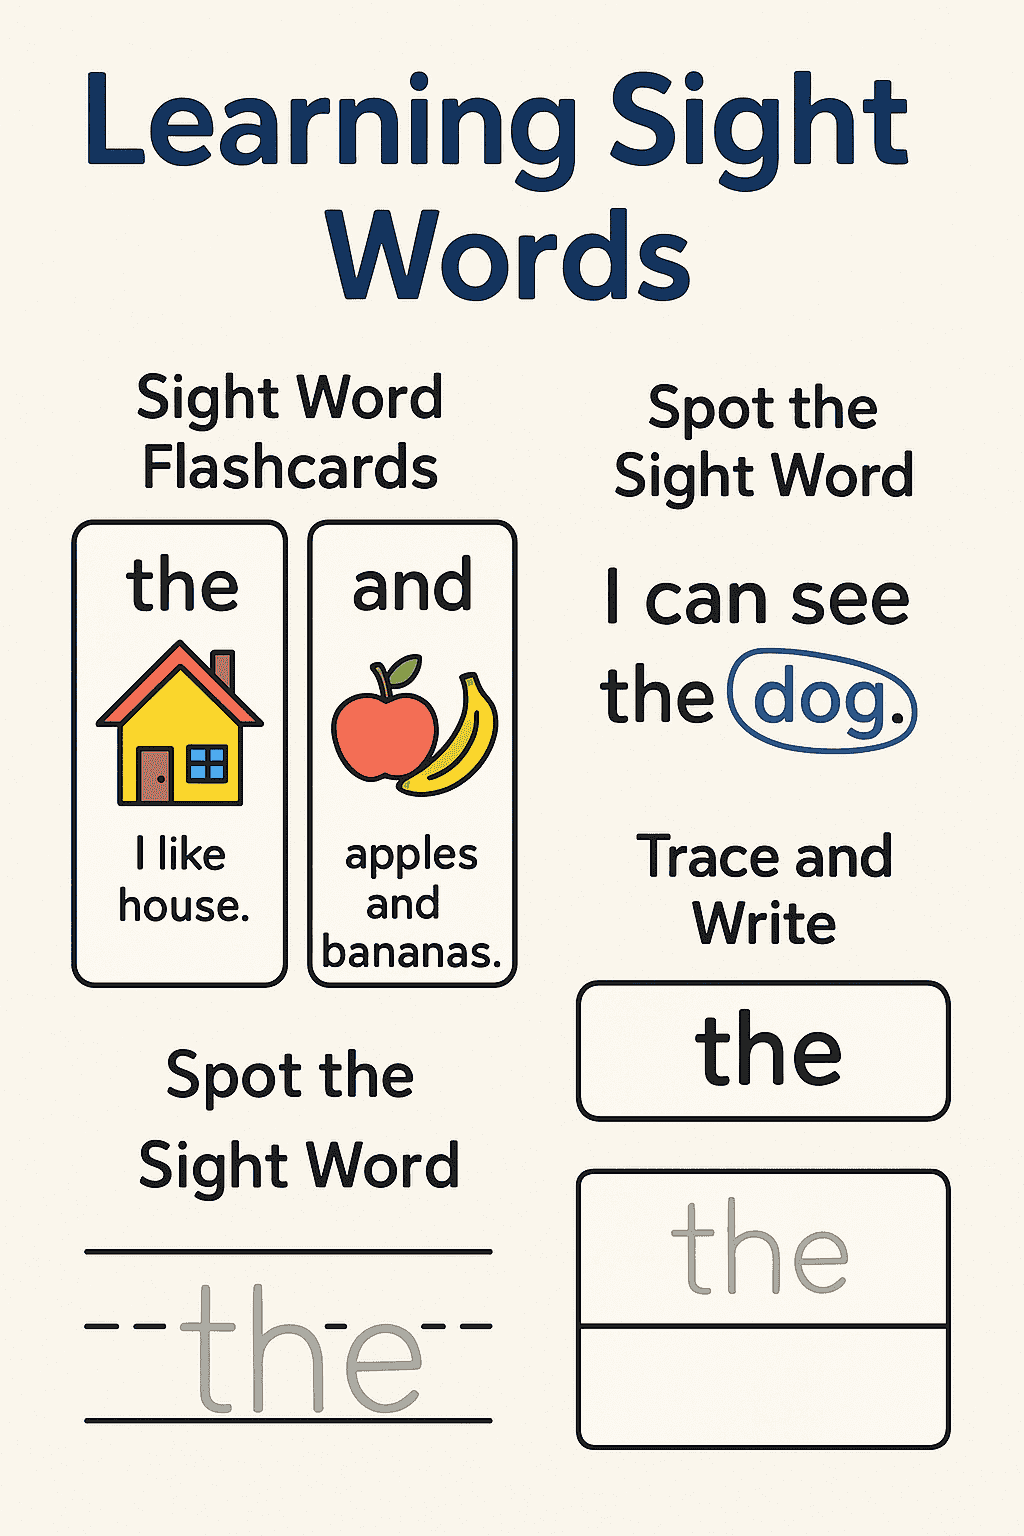 Learning Sight
Words
Sight Word
Flashcards
the
I like
house.
and
apples
and
bananas.
Spot the
Sight Word
I can see
the dog.
Spot the
Sight Word
the
Trace and
Write
the
the